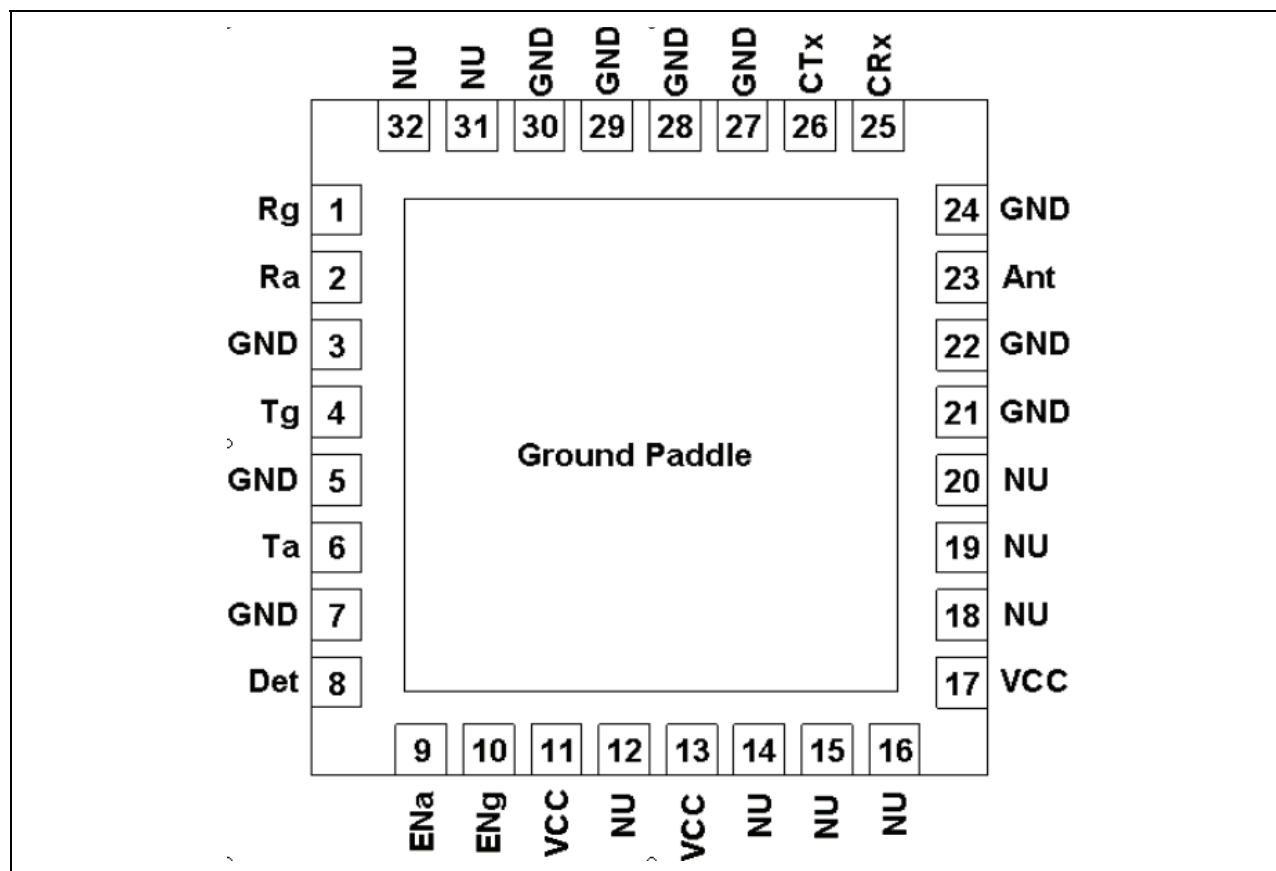 NU NU GND GND GND GND CTx CRx
32 31 30 29 28 27 26 25
Rg 1 24 GND
Ra 2 23 Ant
GND 3 22 GND
Tg 4 21 GND
Ground Paddle
GND 5 20 NU
Ta 6 19 NU
GND 7 18 NU
Det 8 17 VCC
9 10 11 12 13 14 15 16
ENa ENg VCC NU VCC NU NU NU